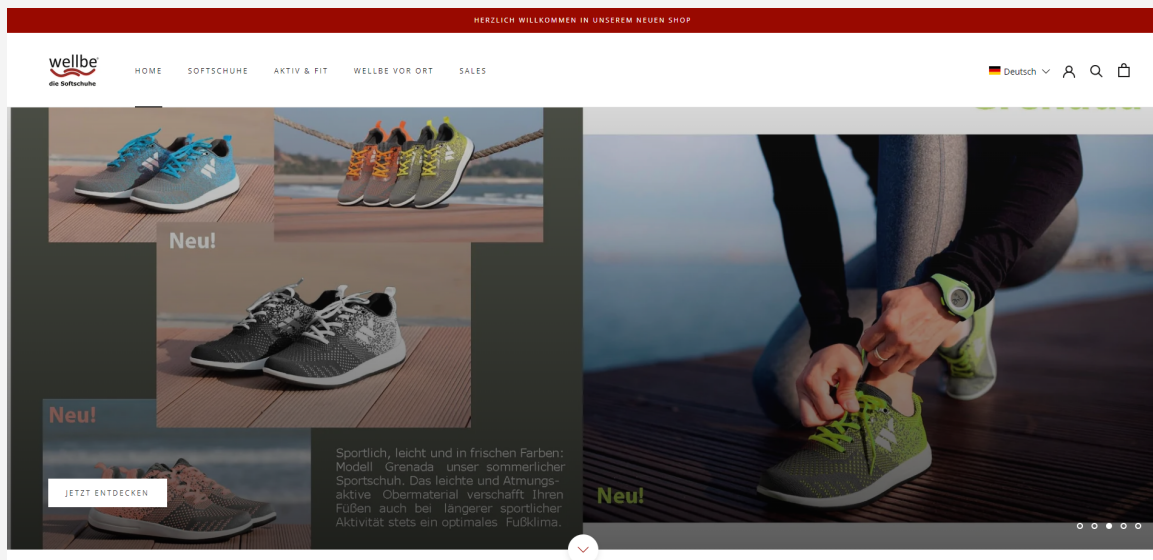 HERZLICH WILLKOMMEN IN UNSEREM NEUEN SHOP
wellbe®
die Softschuhe
HOME
SOFTSCHUHE
AKTIV & FIT
WELLBE VOR ORT
SALES
Deutsch
Neu!
Neu!
Sportlich, leicht und in frischen Farben:
Modell Grenada unser sommerlicher
Sportschuh. Das leichte und Atmungs-
aktive Obermaterial verschafft Ihren
Füßen auch bei längerer sportlicher
Aktivität stets ein optimales Fußklima.
JETZT ENTDECKEN
Neu!